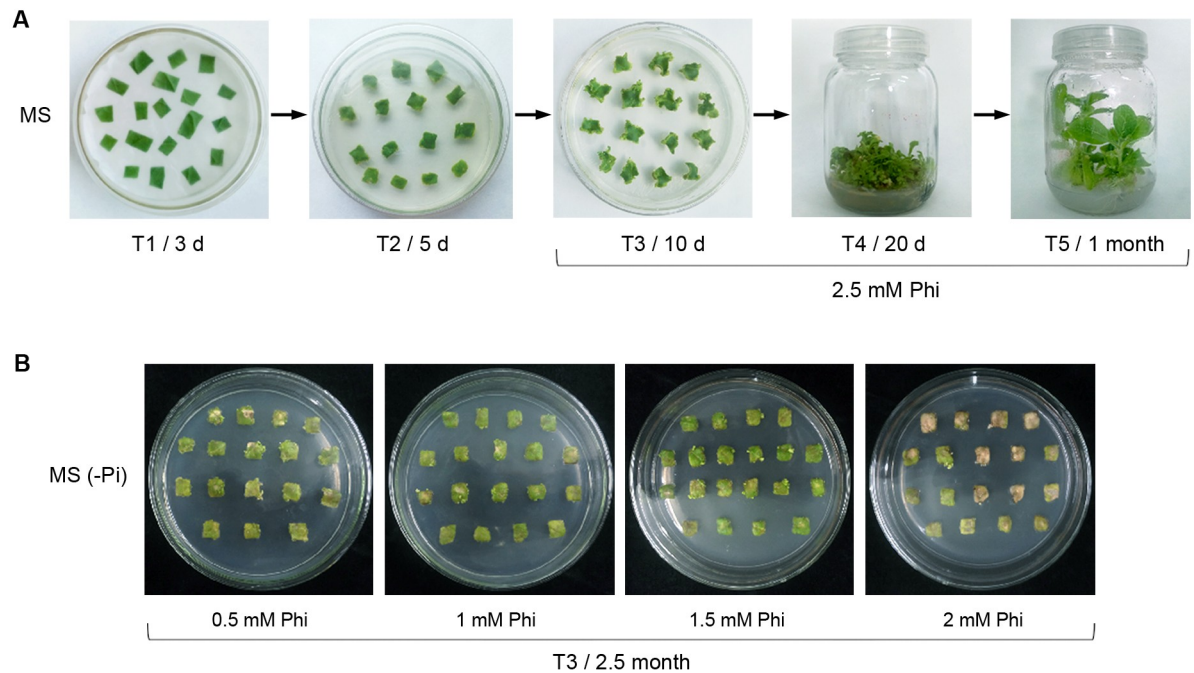 A
MS
T1 / 3 d
T2 / 5 d
T3 / 10 d
T4 / 20 d
T5 / 1 month
2.5 mM Phi
B
MS (-Pi)
0.5 mM Phi
1 mM Phi
1.5 mM Phi
2 mM Phi
T3 / 2.5 month